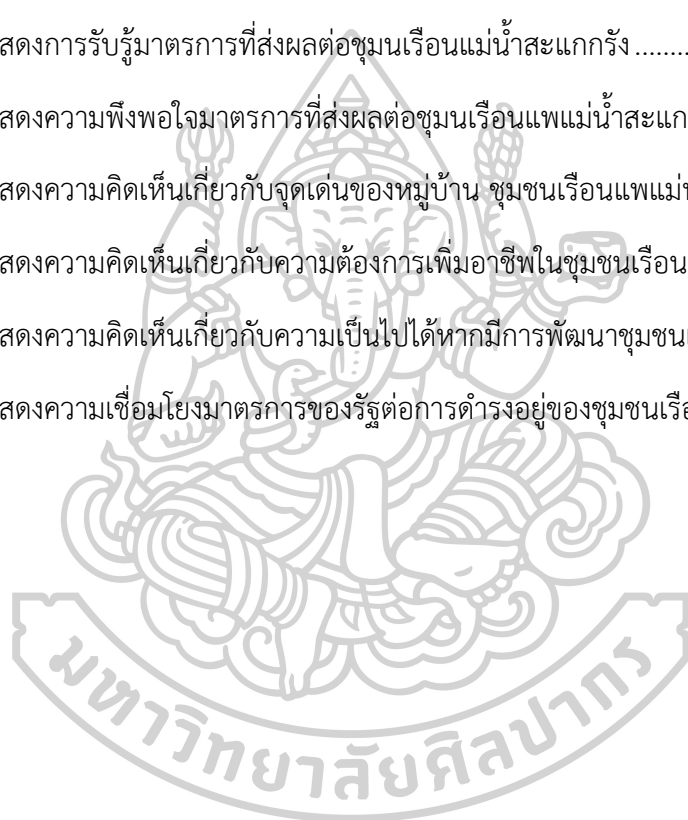 สดงการรับรู้มาตรการที่ส่งผลต่อชุมนเรือนแม่น้ำสะแกกรัง ........
สดงความพึงพอใจมาตรการที่ส่งผลต่อชุมนเรือนแพแม่น้ำสะแก
สดงความคิดเห็นเกี่ยวกับจุดเด่นของหมู่บ้าน ชุมชนเรือนแพแม่
สดงความคิดเห็นเกี่ยวกับความต้องการเพิ่มอาชีพในชุมชนเรือน
สดงความคิดเห็นเกี่ยวกับความเป็นไปได้หากมีการพัฒนาชุมชน
สดงความเชื่อมโยงมาตรการของรัฐต่อการดำรงอยู่ของชุมชนเรือ
มหาวิทยาลัยศิลปากร